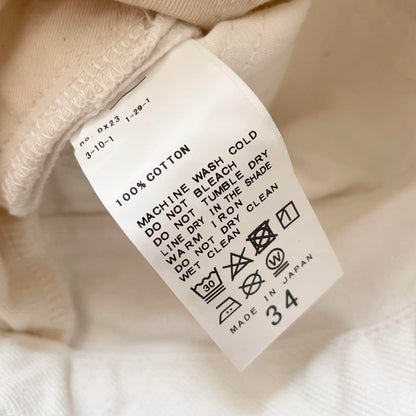 no. 0x23 1-29-1
3-10-1
100% COTTON
MACHINE WASH COLD
DO NOT BLEACH
DO NOT TUMBLE DRY
LINE DRY IN THE SHADE
WARM IRON
DO NOT DRY CLEAN
WET CLEAN
30
MADE IN JAPAN
34